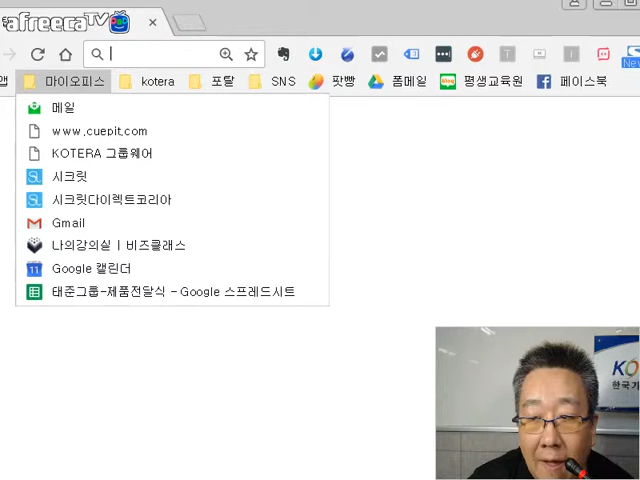 afreecaTV
마이오피스 kotera 포탈 SNS 팟빵 폼메일 평생교육원 페이스북
메일
www.cuepit.com
KOTERA 그룹웨어
시크릿
시크릿다이렉트코리아
Gmail
나의강의실 | 비즈클래스
Google 캘린더
태준그룹-제품전달식 - Google 스프레드시트
한국기